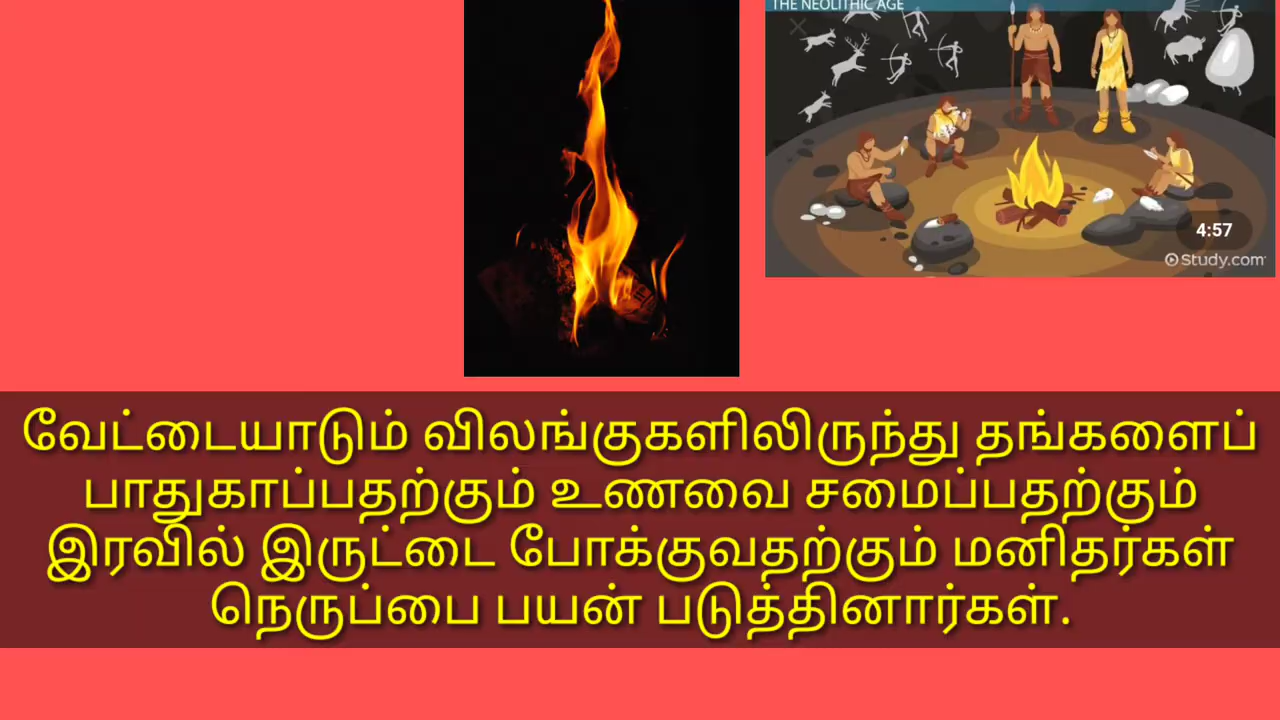 THE NEOLITHIC AGE
4:57
Study.com
வேட்டையாடும் விலங்குகளிலிருந்து தங்களைப்
பாதுகாப்பதற்கும் உணவை சமைப்பதற்கும்
இரவில் இருட்டை போக்குவதற்கும் மனிதர்கள்
நெருப்பை பயன் படுத்தினார்கள்.